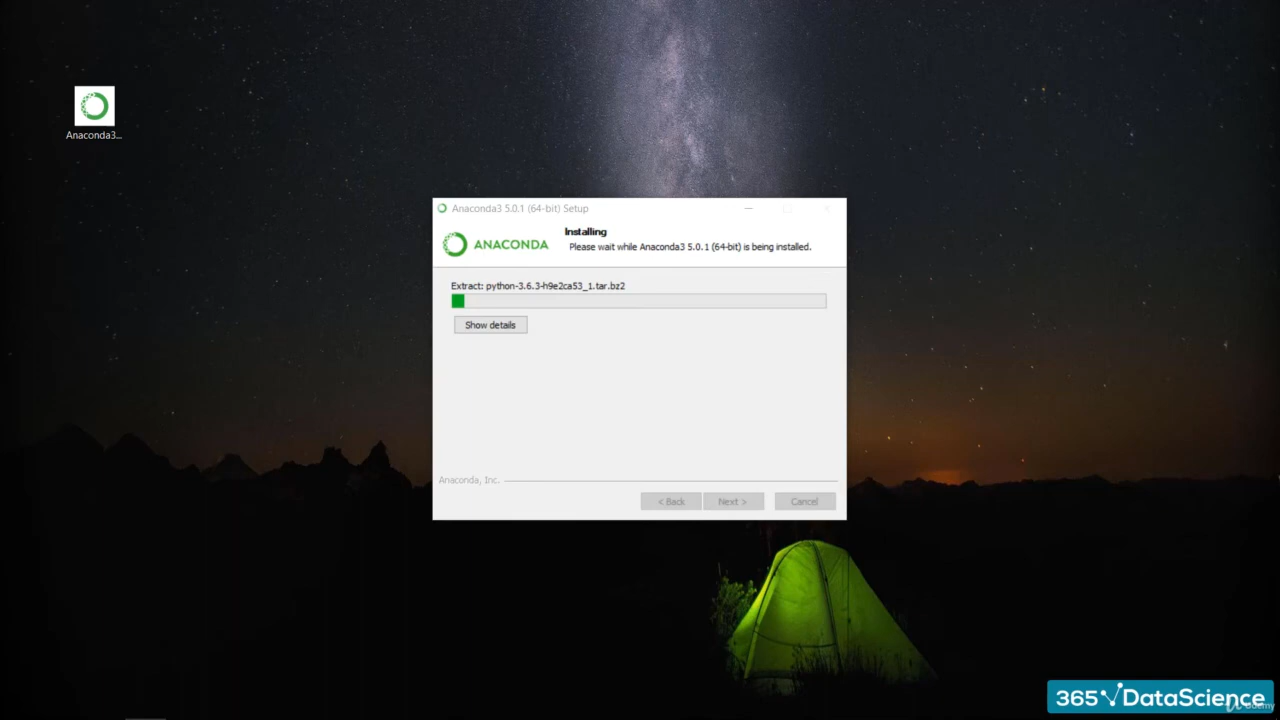 Anaconda3...
Anaconda3 5.0.1 (64-bit) Setup
ANACONDA
Installing
Please wait while Anaconda3 5.0.1 (64-bit) is being installed.
Extract: python-3.6.3-h9e2ca53_1.tar.bz2
Show details
Anaconda, Inc.
< Back
Next >
Cancel
365 DataScience
Udemy